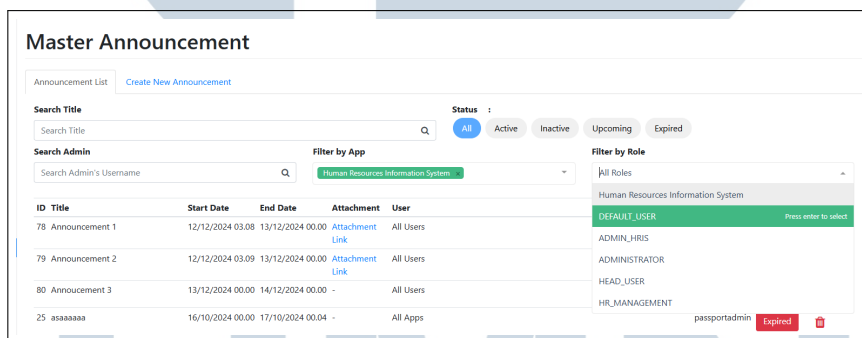 Master Announcement
Announcement List Create New Announcement
Search Title Status :
Search Title All Active Inactive Upcoming Expired
Search Admin Filter by App Filter by Role
Search Admin's Username Human Resources Information System × All Roles
Human Resources Information System
ID Title Start Date End Date Attachment User
DEFAULT_USER Press enter to select
78 Announcement 1 12/12/2024 03.08 13/12/2024 00.00 Attachment Link All Users
ADMIN_HRIS
79 Announcement 2 12/12/2024 03.09 13/12/2024 00.00 Attachment Link All Users
ADMINISTRATOR
80 Annoucement 3 13/12/2024 00.00 14/12/2024 00.00 - All Users
HEAD_USER
HR_MANAGEMENT
25 asaaaaaa 16/10/2024 00.00 17/10/2024 00.04 - All Apps passportadmin Expired